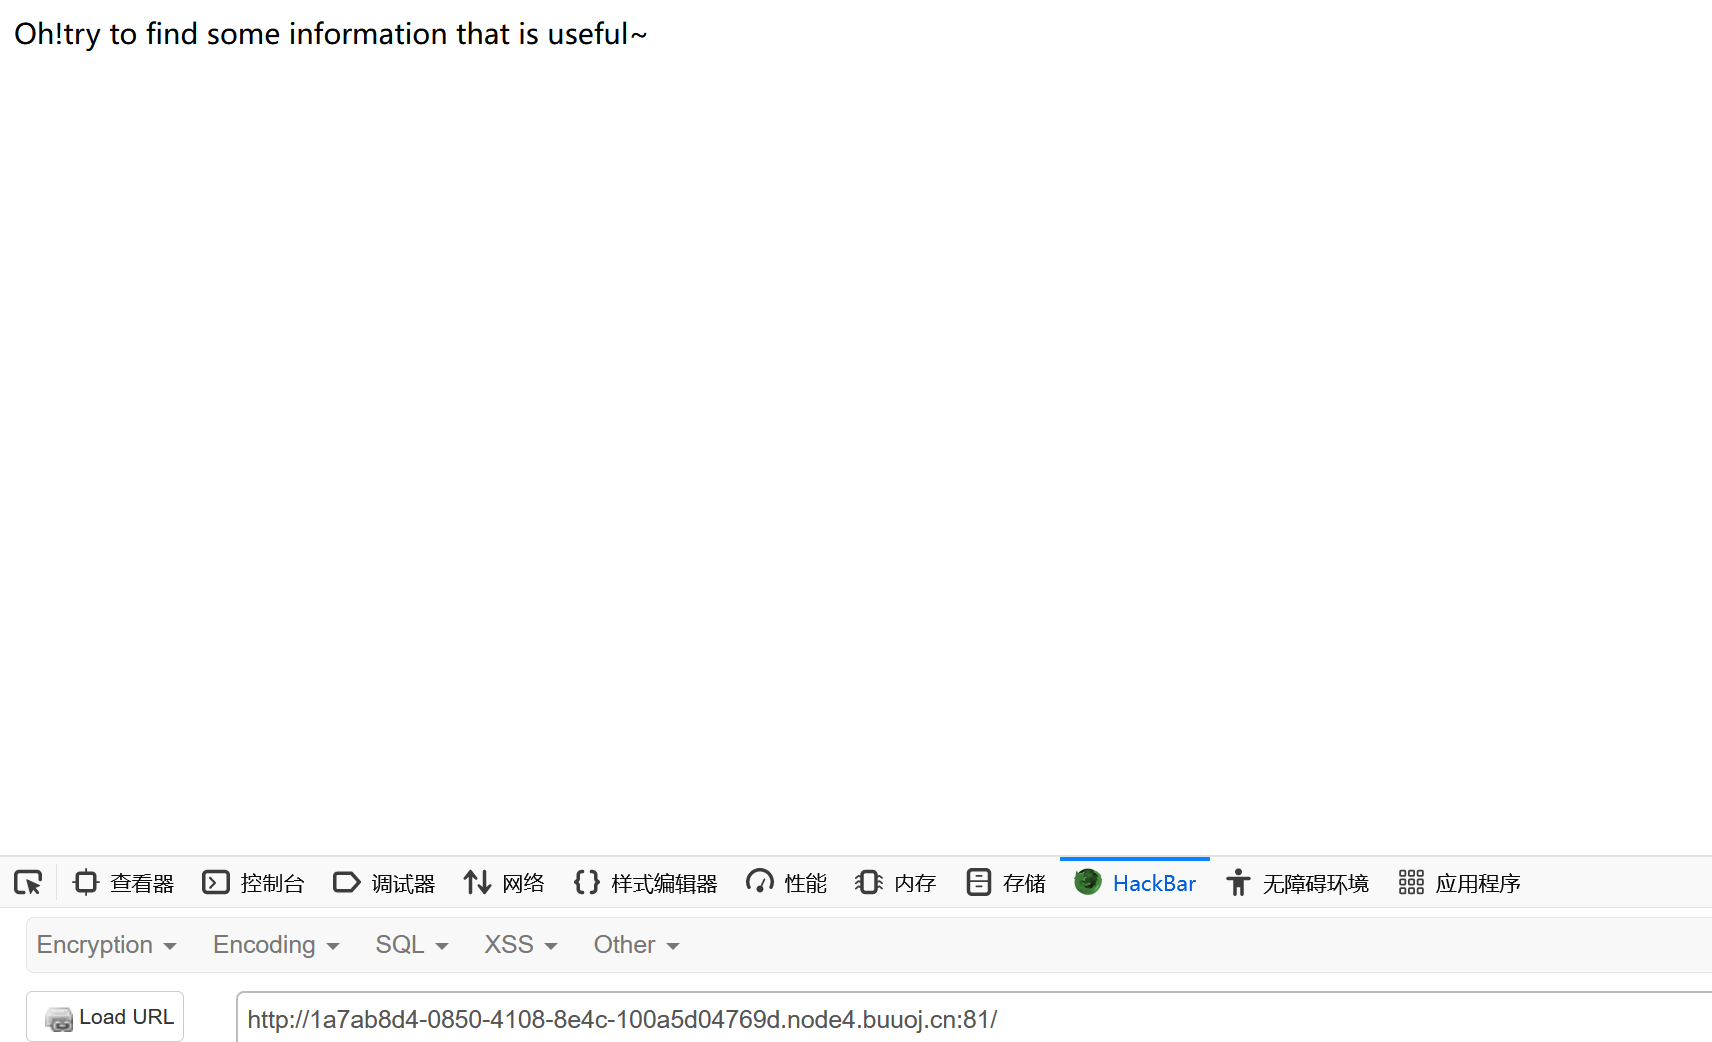 Oh!try to find some information that is useful~
查看器 控制台 调试器 网络 样式编辑器 性能 内存 存储 HackBar 无障碍环境 应用程序
Encryption Encoding SQL XSS Other
Load URL http://1a7ab8d4-0850-4108-8e4c-100a5d04769d.node4.buuoj.cn:81/